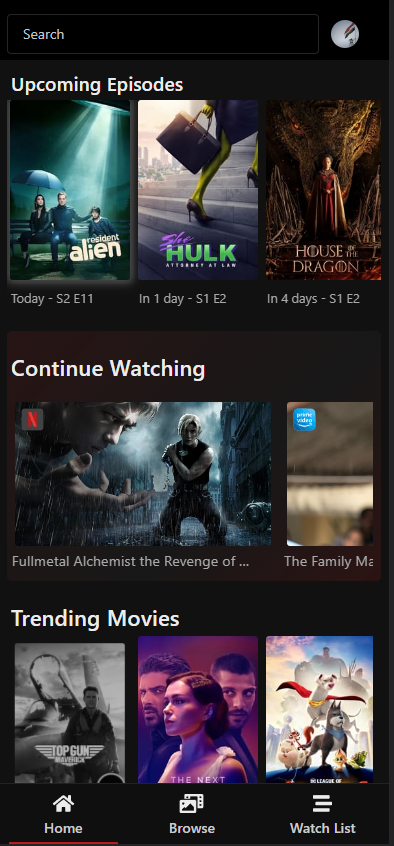 Search
Upcoming Episodes
resident
alien
She
HULK
ATTORNEY AT LAW
HOUSE OF THE
DRAGON
Today - S2 E11
In 1 day - S1 E2
In 4 days - S1 E2
Continue Watching
N
prime
video
Fullmetal Alchemist the Revenge of ...
The Family Ma
Trending Movies
TOP GUN
MAVERICK
THE NEXT
DC LEAGUE OF
Home
Browse
Watch List